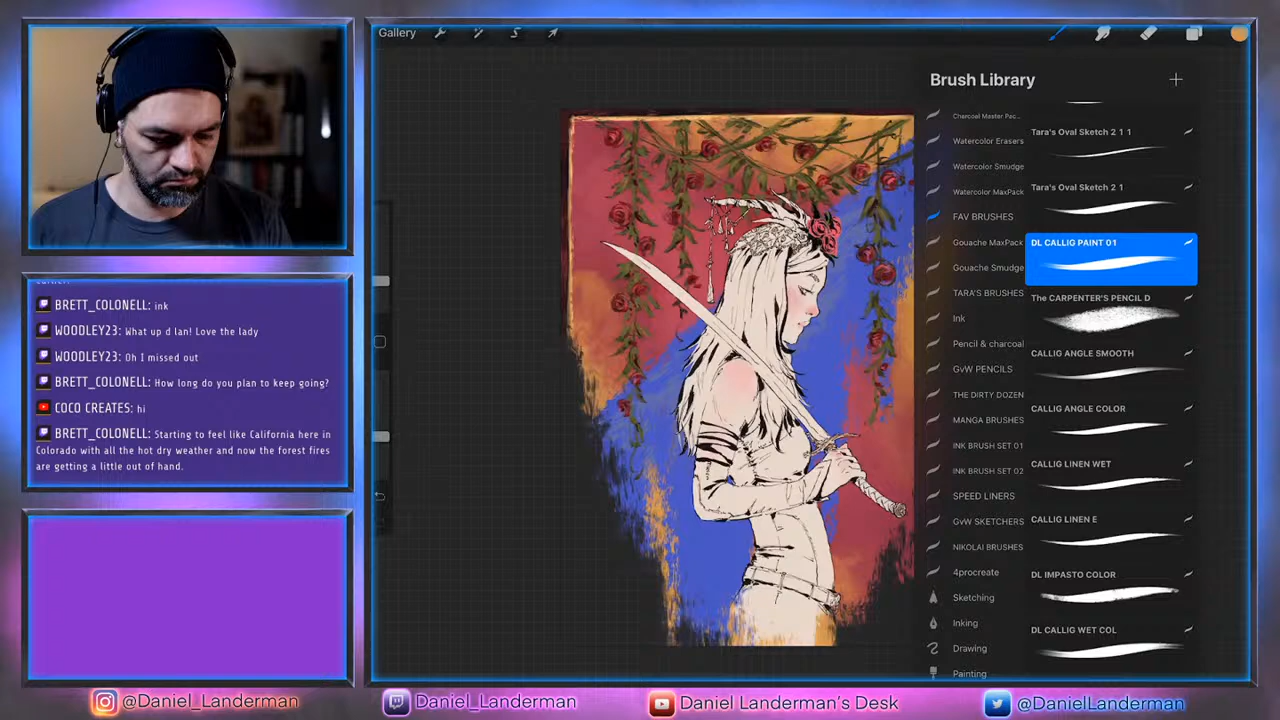 Gallery
Brush Library
Charcoal Master Pac...
Watercolor Erasers
Watercolor Smudge
Watercolor MaxPack
FAV BRUSHES
Gouache MaxPack
Gouache Smudge
TARA'S BRUSHES
Ink
Pencil & charcoal
GvW PENCILS
THE DIRTY DOZEN
MANGA BRUSHES
INK BRUSH SET 01
INK BRUSH SET 02
SPEED LINERS
GvW SKETCHERS
NIKOLAI BRUSHES
4procreate
Sketching
Inking
Drawing
Painting
Tara's Oval Sketch 2 1 1
Tara's Oval Sketch 2 1
DL CALLIG PAINT 01
The CARPENTER'S PENCIL D
CALLIG ANGLE SMOOTH
CALLIG ANGLE COLOR
CALLIG LINEN WET
CALLIG LINEN E
DL IMPASTO COLOR
DL CALLIG WET COL
BRETT_COLONELL: ink
WOODLEY23: What up d lan! Love the lady
WOODLEY23: Oh I missed out
BRETT_COLONELL: How long do you plan to keep going?
COCO CREATES: hi
BRETT_COLONELL: Starting to feel like California here in
Colorado with all the hot dry weather and now the forest fires
are getting a little out of hand.
@Daniel_Landerman
Daniel_Landerman
Daniel Landerman's Desk
@DanielLanderman